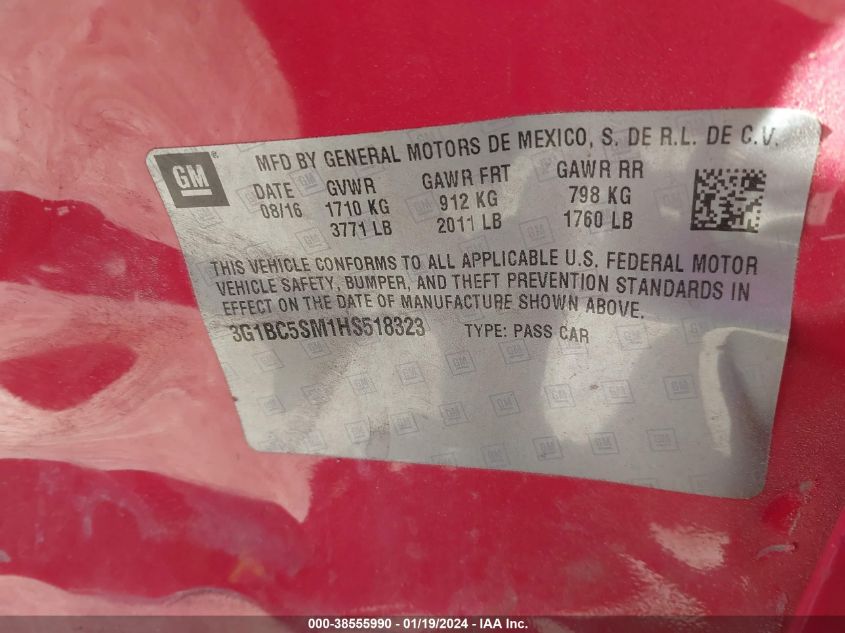 GM
MFD BY GENERAL MOTORS DE MEXICO, S. DE R.L. DE C.V.
DATE GVWR GAWR FRT GAWR RR
08/16 1710 KG 912 KG 798 KG
3771 LB 2011 LB 1760 LB
THIS VEHICLE CONFORMS TO ALL APPLICABLE U.S. FEDERAL MOTOR
VEHICLE SAFETY, BUMPER, AND THEFT PREVENTION STANDARDS IN
EFFECT ON THE DATE OF MANUFACTURE SHOWN ABOVE.
3G1BC5SM1HS518323 TYPE: PASS CAR
000-38555990 - 01/19/2024 - IAA Inc.